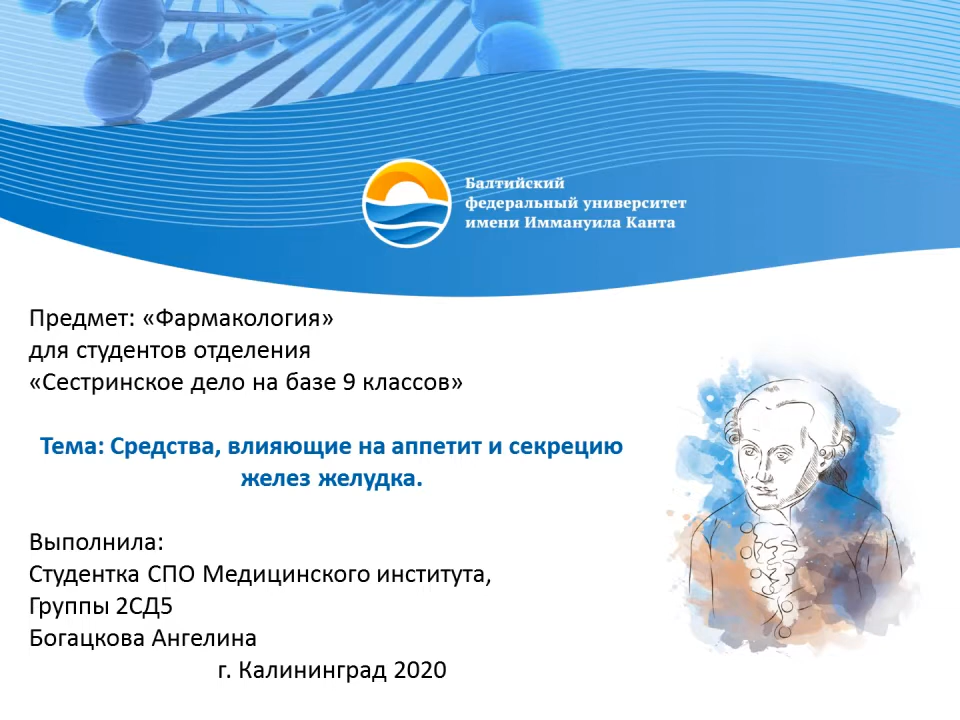 Балтийский
федеральный университет
имени Иммануила Канта
Предмет: «Фармакология»
для студентов отделения
«Сестринское дело на базе 9 классов»
Тема: Средства, влияющие на аппетит и секрецию
желез желудка.
Выполнила:
Студентка СПО Медицинского института,
Группы 2СД5
Богацкова Ангелина
г. Калининград 2020